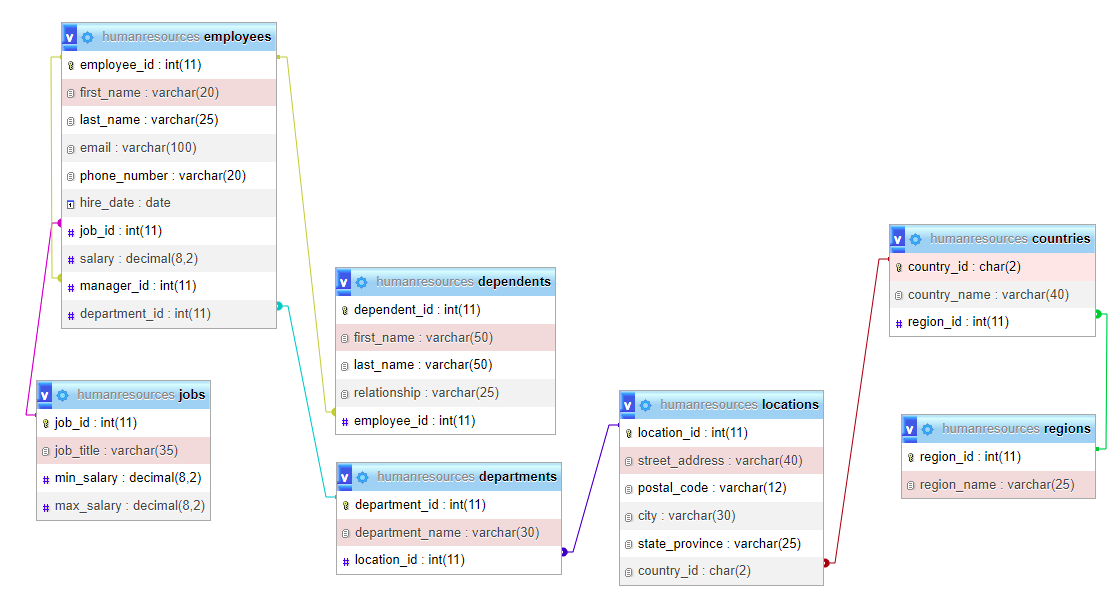 v humanresources employees
employee_id : int(11)
first_name : varchar(20)
last_name : varchar(25)
email : varchar(100)
phone_number : varchar(20)
hire_date : date
# job_id : int(11)
# salary : decimal(8,2)
# manager_id : int(11)
# department_id : int(11)
v humanresources jobs
job_id : int(11)
job_title : varchar(35)
# min_salary : decimal(8,2)
# max_salary : decimal(8,2)
v humanresources dependents
dependent_id : int(11)
first_name : varchar(50)
last_name : varchar(50)
relationship : varchar(25)
# employee_id : int(11)
v humanresources departments
department_id : int(11)
department_name : varchar(30)
# location_id : int(11)
v humanresources locations
location_id : int(11)
street_address : varchar(40)
postal_code : varchar(12)
city : varchar(30)
state_province : varchar(25)
country_id : char(2)
v humanresources countries
country_id : char(2)
country_name : varchar(40)
# region_id : int(11)
v humanresources regions
region_id : int(11)
region_name : varchar(25)